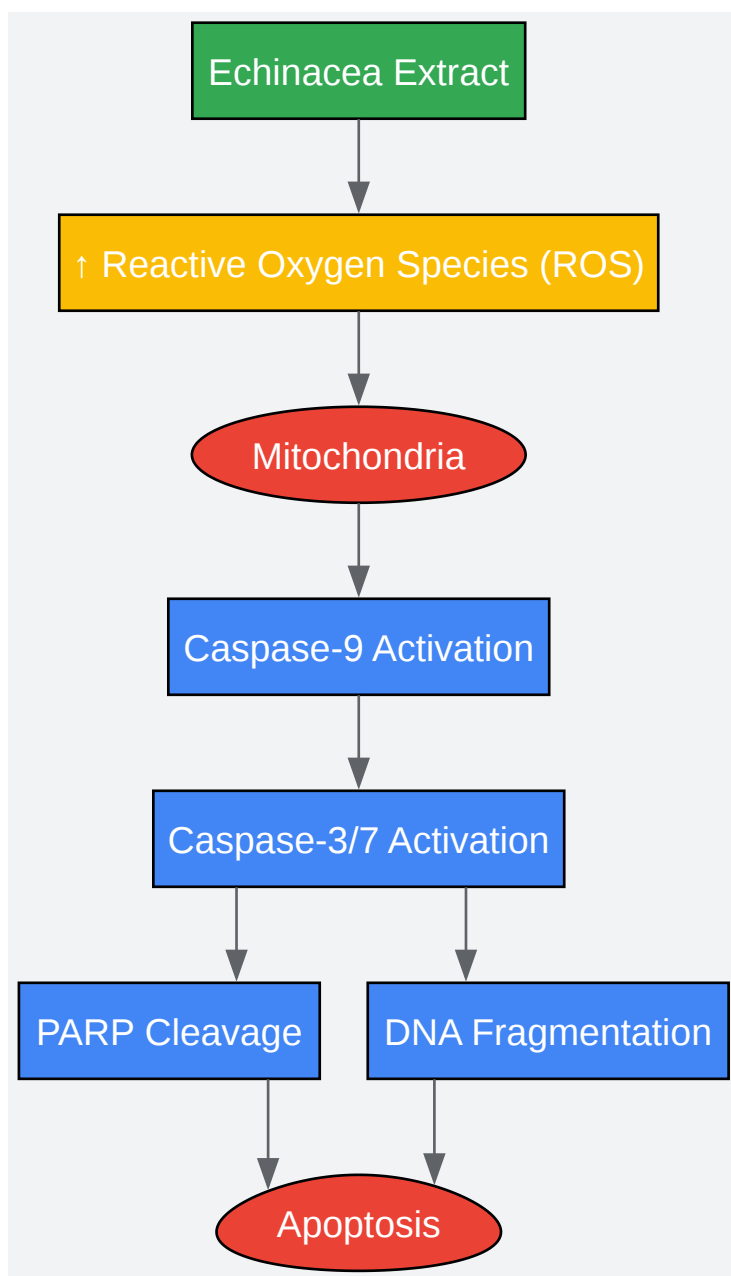 Echinacea Extract
↑ Reactive Oxygen Species (ROS)
Mitochondria
Caspase-9 Activation
Caspase-3/7 Activation
PARP Cleavage
DNA Fragmentation
Apoptosis